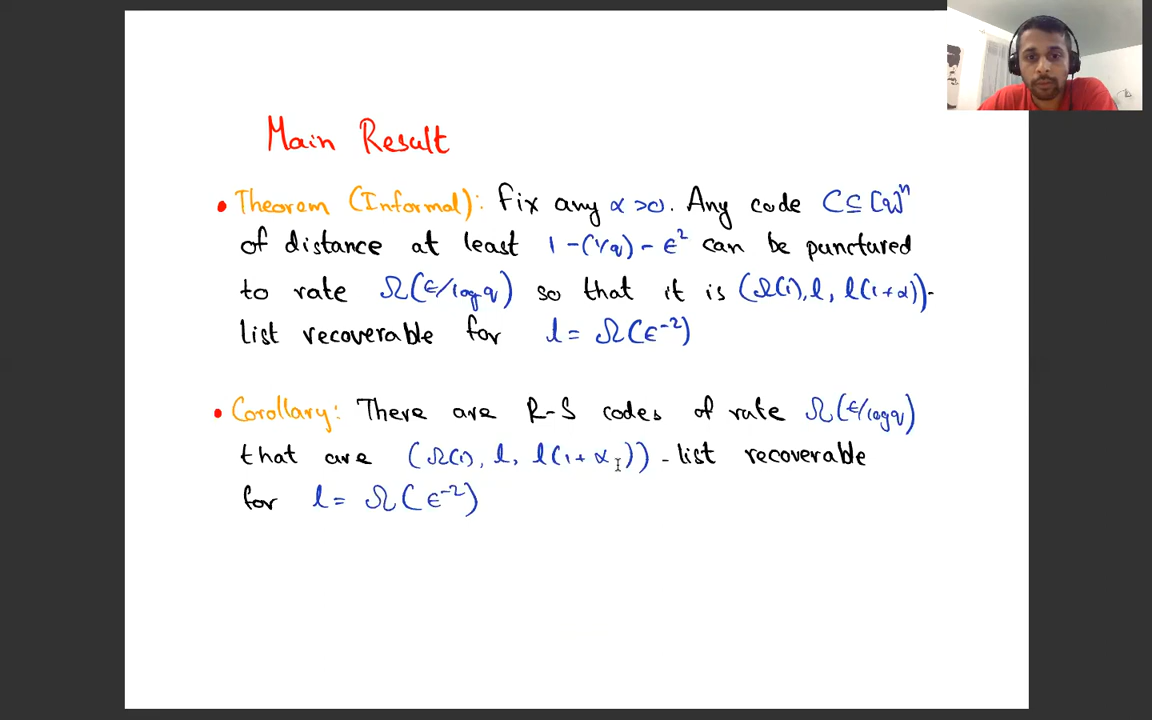 Main Result
• Theorem (Informal): Fix any α>0. Any code C⊆[q]ⁿ
of distance at least 1-(1/q)-ϵ² can be punctured
to rate Ω(ϵ/log q) so that it is (Ω(1), l, l(1+α))-
list recoverable for l = Ω(ϵ⁻²)
• Corollary: There are R-S codes of rate Ω(ϵ/log q)
that are (Ω(1), l, l(1+α)) - list recoverable
for l = Ω(ϵ⁻²)